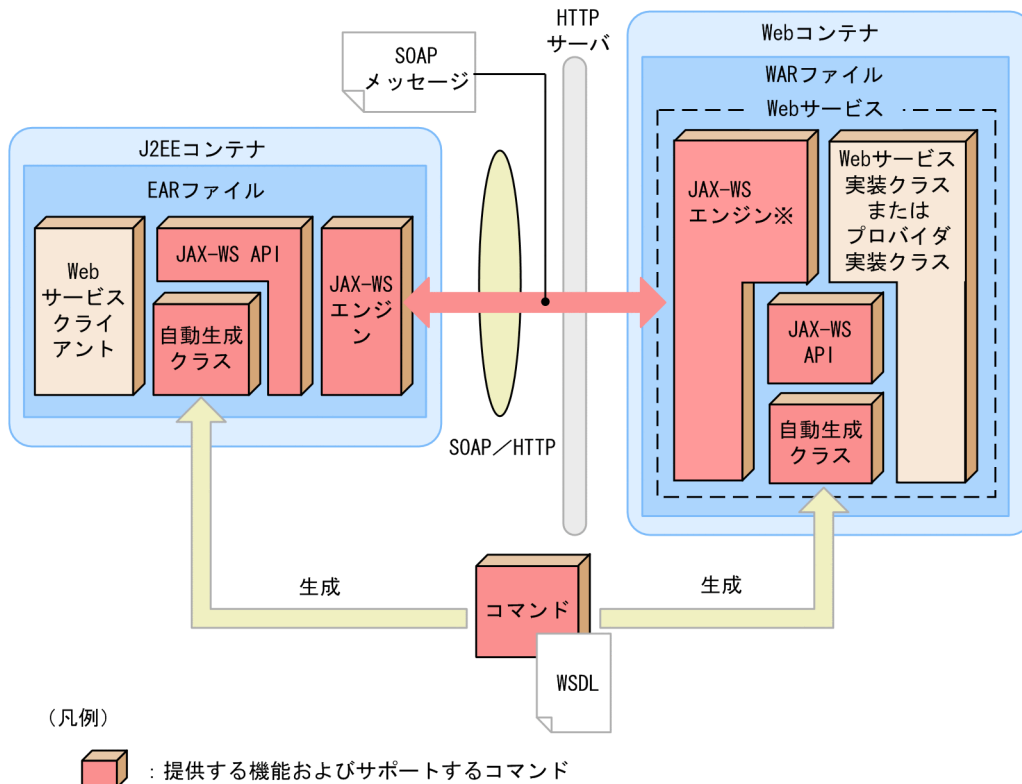 HTTP
サーバ
SOAP
メッセージ
J2EEコンテナ
EARファイル
Web
サービス
クライ
アント
JAX-WS API
自動生成
クラス
JAX-WS
エンジ
ン
SOAP/HTTP
Webコンテナ
WARファイル
Webサービス
JAX-WS
エンジン※
Webサービス
実装クラス
または
プロバイダ
実装クラス
JAX-WS
API
自動生成
クラス
生成
コマンド
生成
WSDL
(凡例)
:提供する機能およびサポートするコマンド